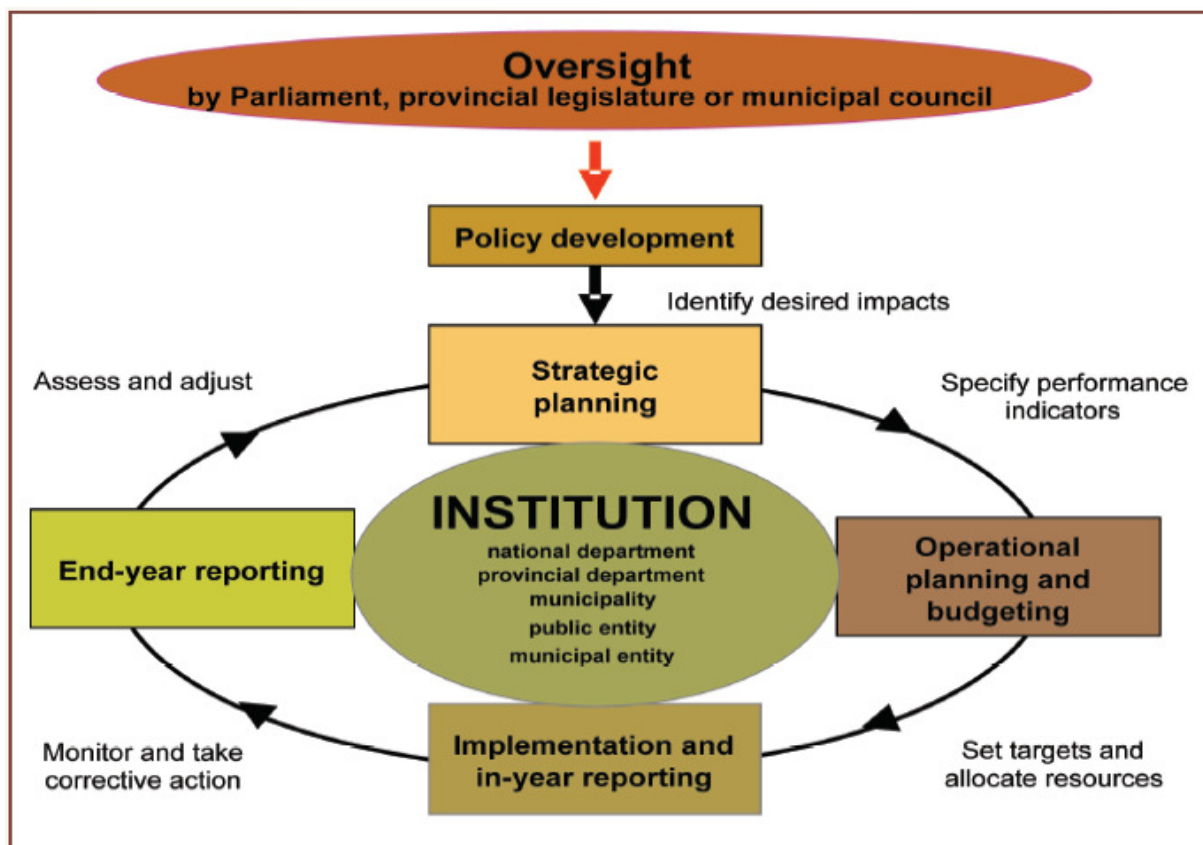 Oversight
by Parliament, provincial legislature or municipal council
Policy development
Identify desired impacts
Strategic
planning
Assess and adjust
Specify performance
indicators
INSTITUTION
national department
provincial department
municipality
public entity
municipal entity
End-year reporting
Operational
planning and
budgeting
Implementation and
in-year reporting
Monitor and take
corrective action
Set targets and
allocate resources